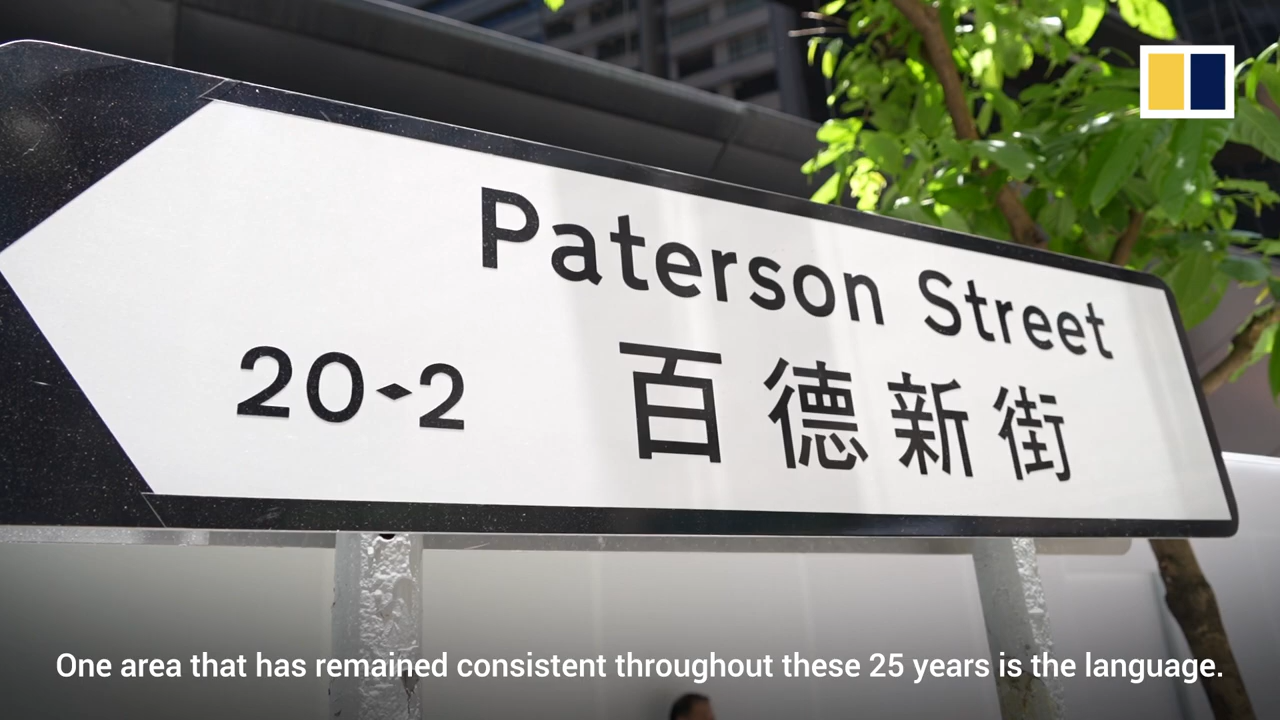 Paterson Street
20-2 百德新街
One area that has remained consistent throughout these 25 years is the language.